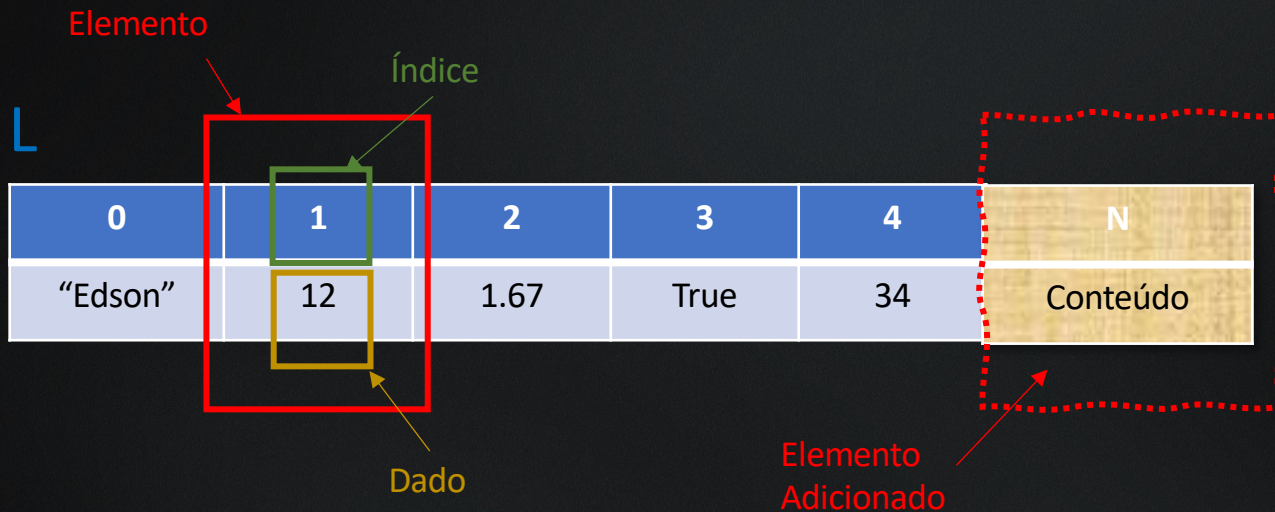 Elemento
Índice
L
0 1 2 3 4 N
“Edson” 12 1.67 True 34 Conteúdo
Dado
Elemento
Adicionado